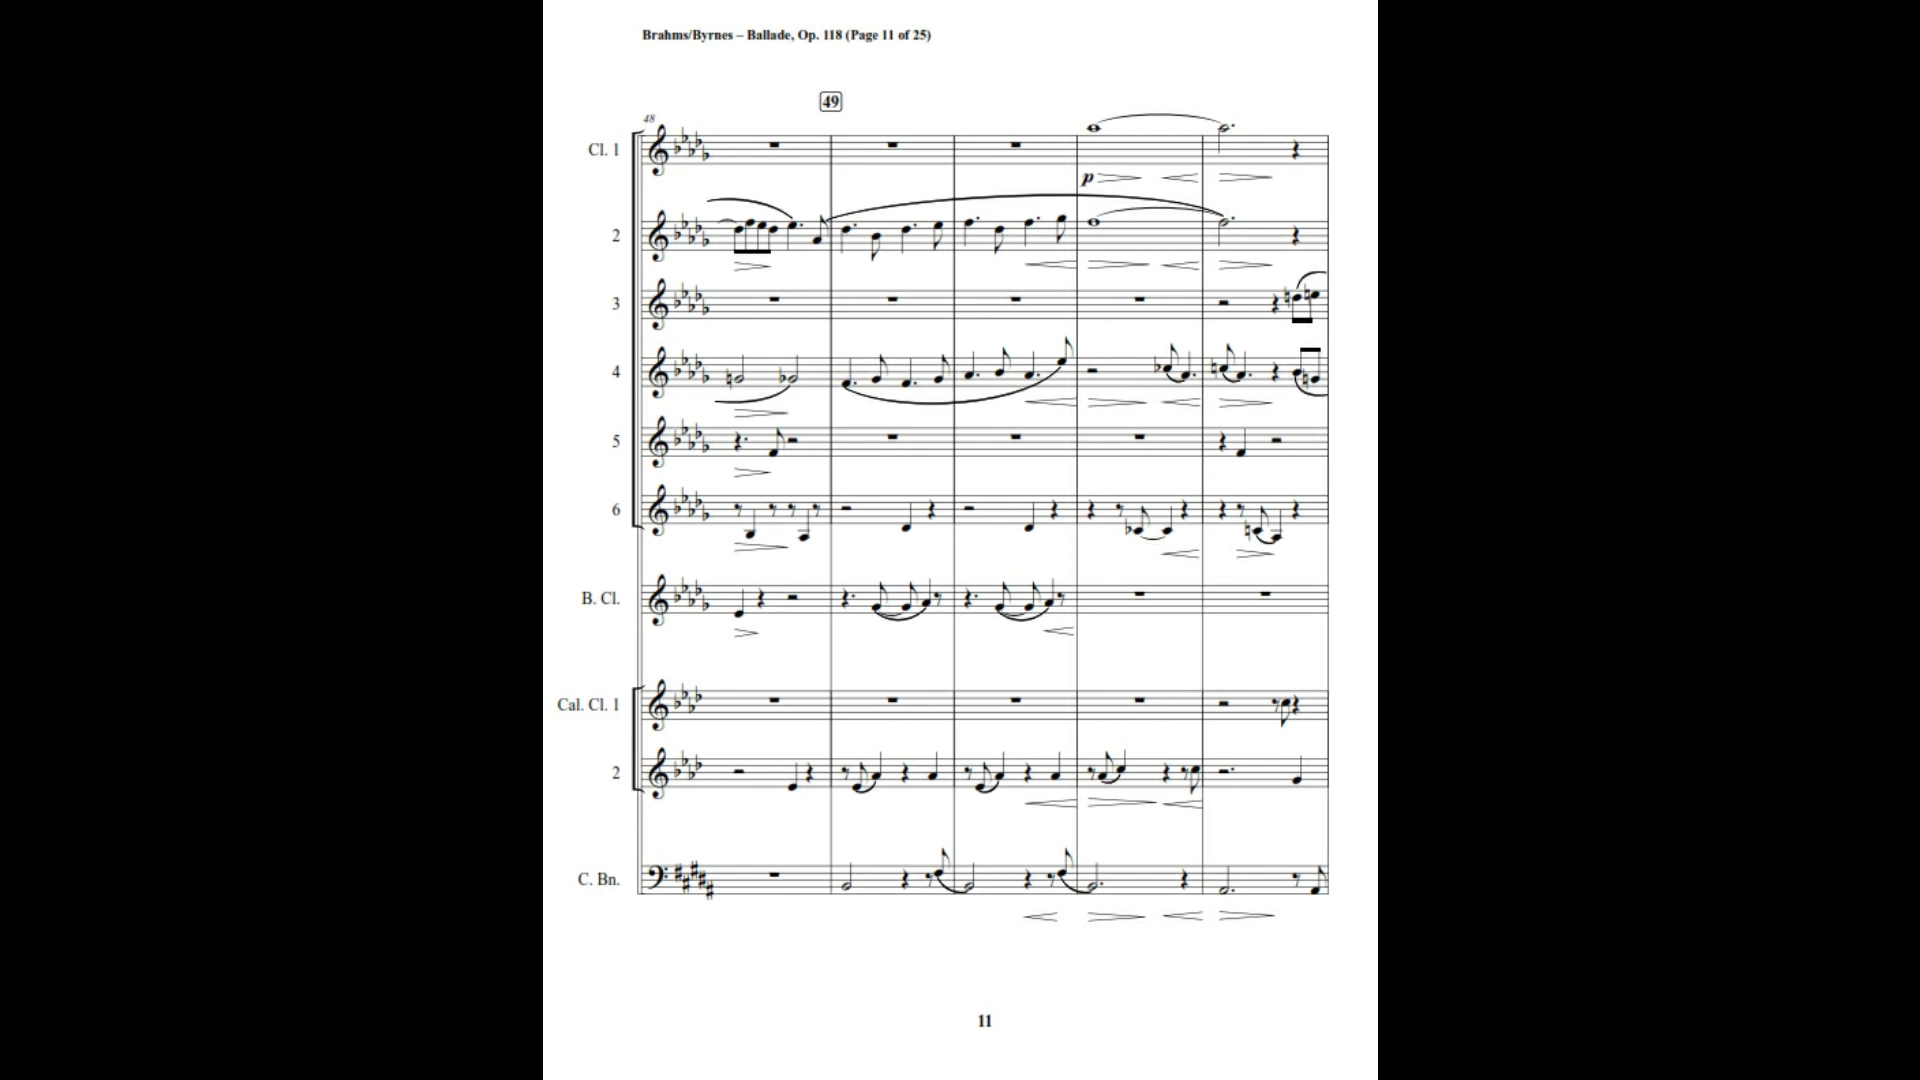 Brahms/Byrnes – Ballade, Op. 118 (Page 11 of 25)
49
48
Cl. 1
p
2
3
4
5
6
B. Cl.
Cal. Cl. 1
2
C. Bn.
11